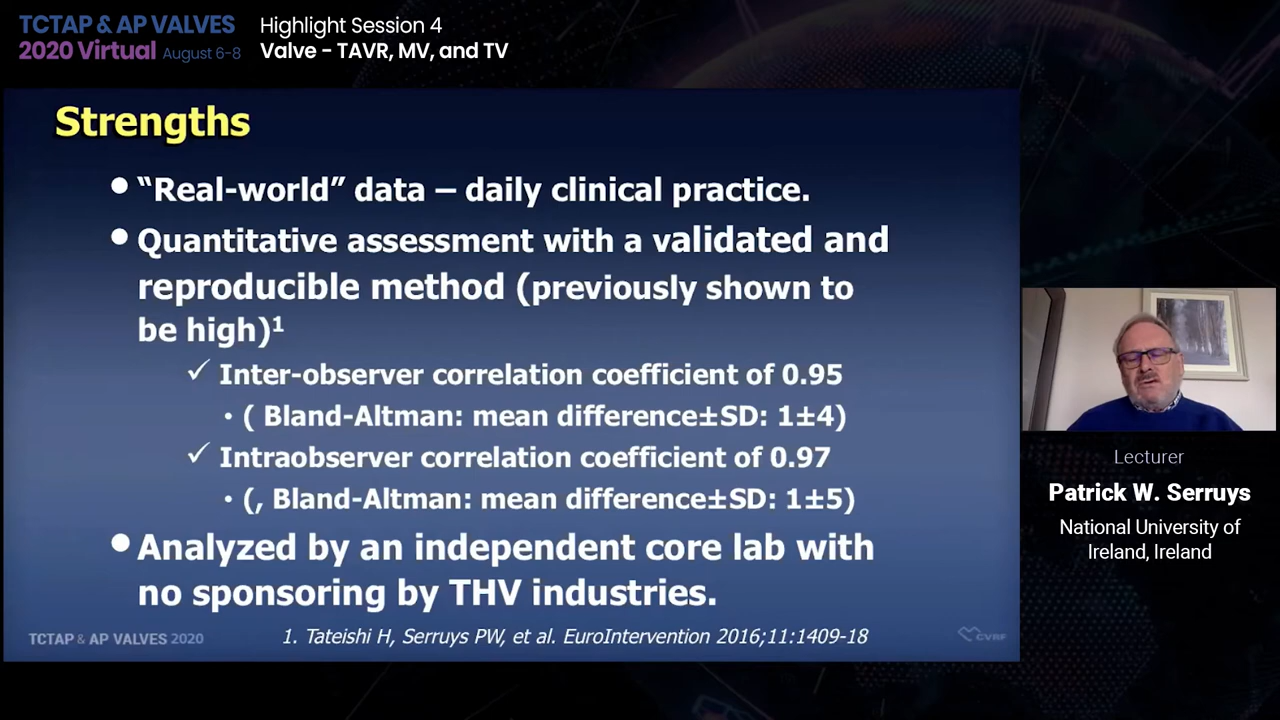 TCTAP & AP VALVES
2020 Virtual August 6-8
Highlight Session 4
Valve - TAVR, MV, and TV
Strengths
• “Real-world” data – daily clinical practice.
• Quantitative assessment with a validated and
reproducible method (previously shown to
be high)¹
✓ Inter-observer correlation coefficient of 0.95
• ( Bland-Altman: mean difference±SD: 1±4)
✓ Intraobserver correlation coefficient of 0.97
• (, Bland-Altman: mean difference±SD: 1±5)
• Analyzed by an independent core lab with
no sponsoring by THV industries.
TCTAP & AP VALVES 2020
1. Tateishi H, Serruys PW, et al. EuroIntervention 2016;11:1409-18
CVRF
Lecturer
Patrick W. Serruys
National University of
Ireland, Ireland